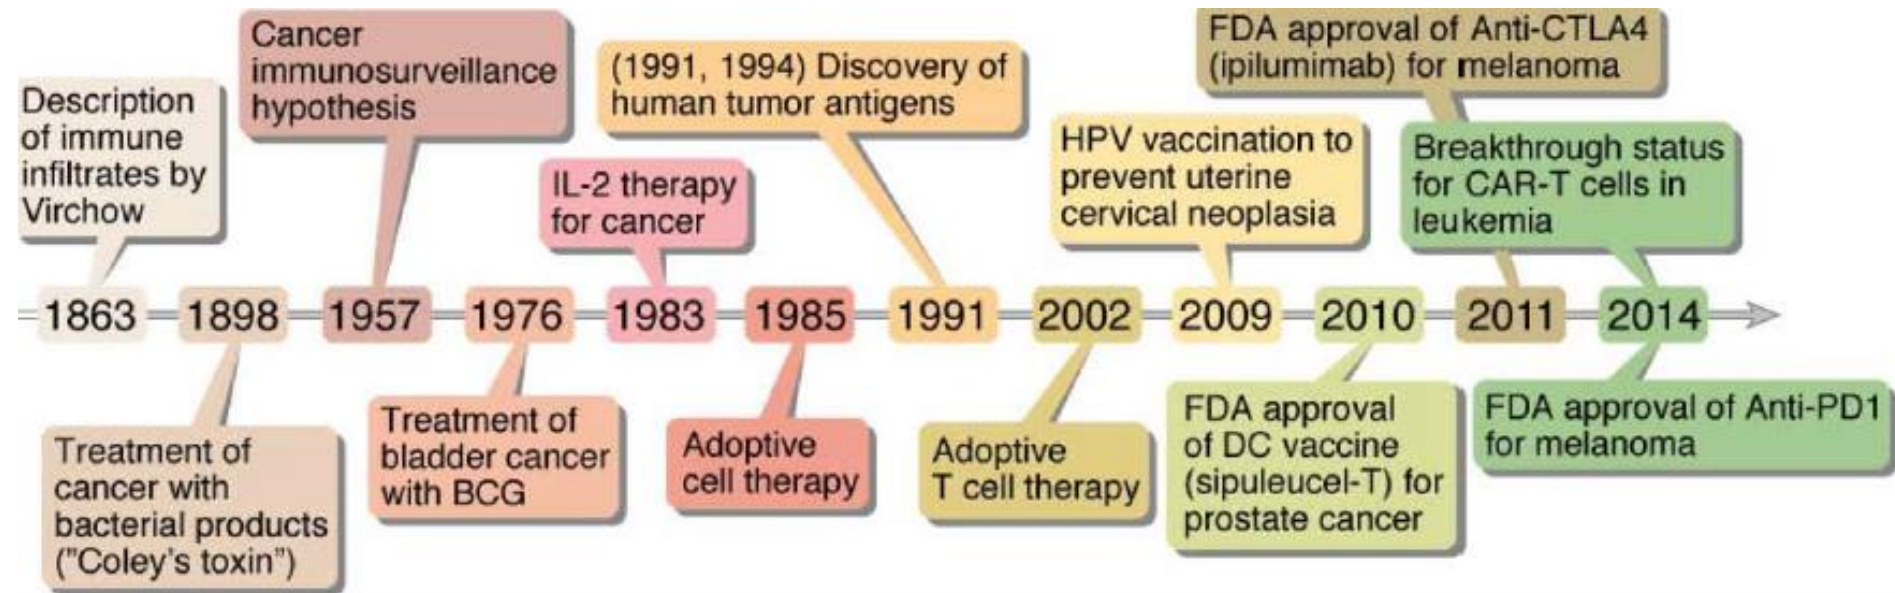 Description
of immune
infiltrates by
Virchow
Cancer
immunosurveillance
hypothesis
IL-2 therapy
for cancer
(1991, 1994) Discovery of
human tumor antigens
HPV vaccination to
prevent uterine
cervical neoplasia
FDA approval of Anti-CTLA4
(ipilumimab) for melanoma
Breakthrough status
for CAR-T cells in
leukemia
1863
1898
1957
1976
1983
1985
1991
2002
2009
2010
2011
2014
Treatment of
cancer with
bacterial products
("Coley's toxin")
Treatment of
bladder cancer
with BCG
Adoptive
cell therapy
Adoptive
T cell therapy
FDA approval
of DC vaccine
(sipuleucel-T) for
prostate cancer
FDA approval of Anti-PD1
for melanoma